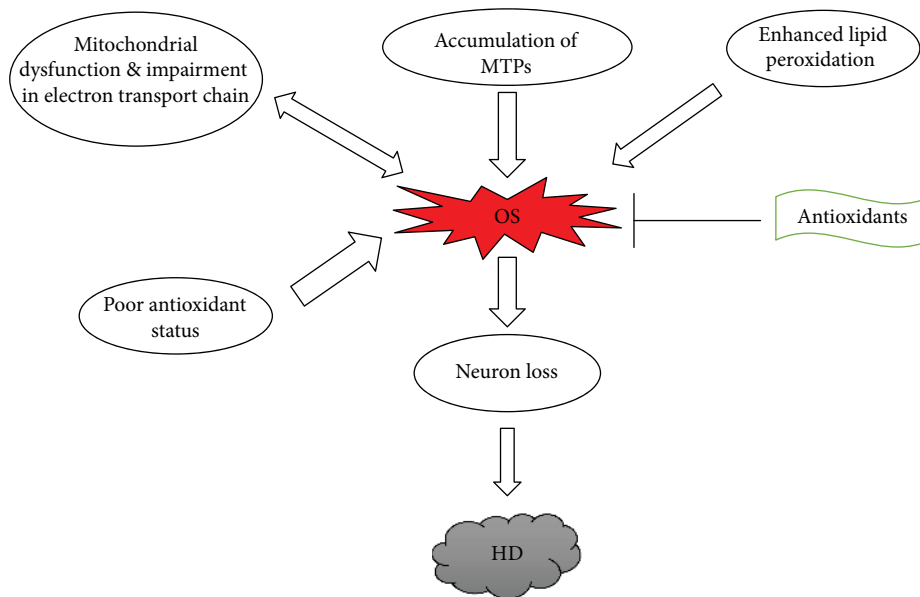 Mitochondrial
dysfunction & impairment
in electron transport chain
Accumulation of
MTPs
Enhanced lipid
peroxidation
OS
Antioxidants
Poor antioxidant
status
Neuron loss
HD